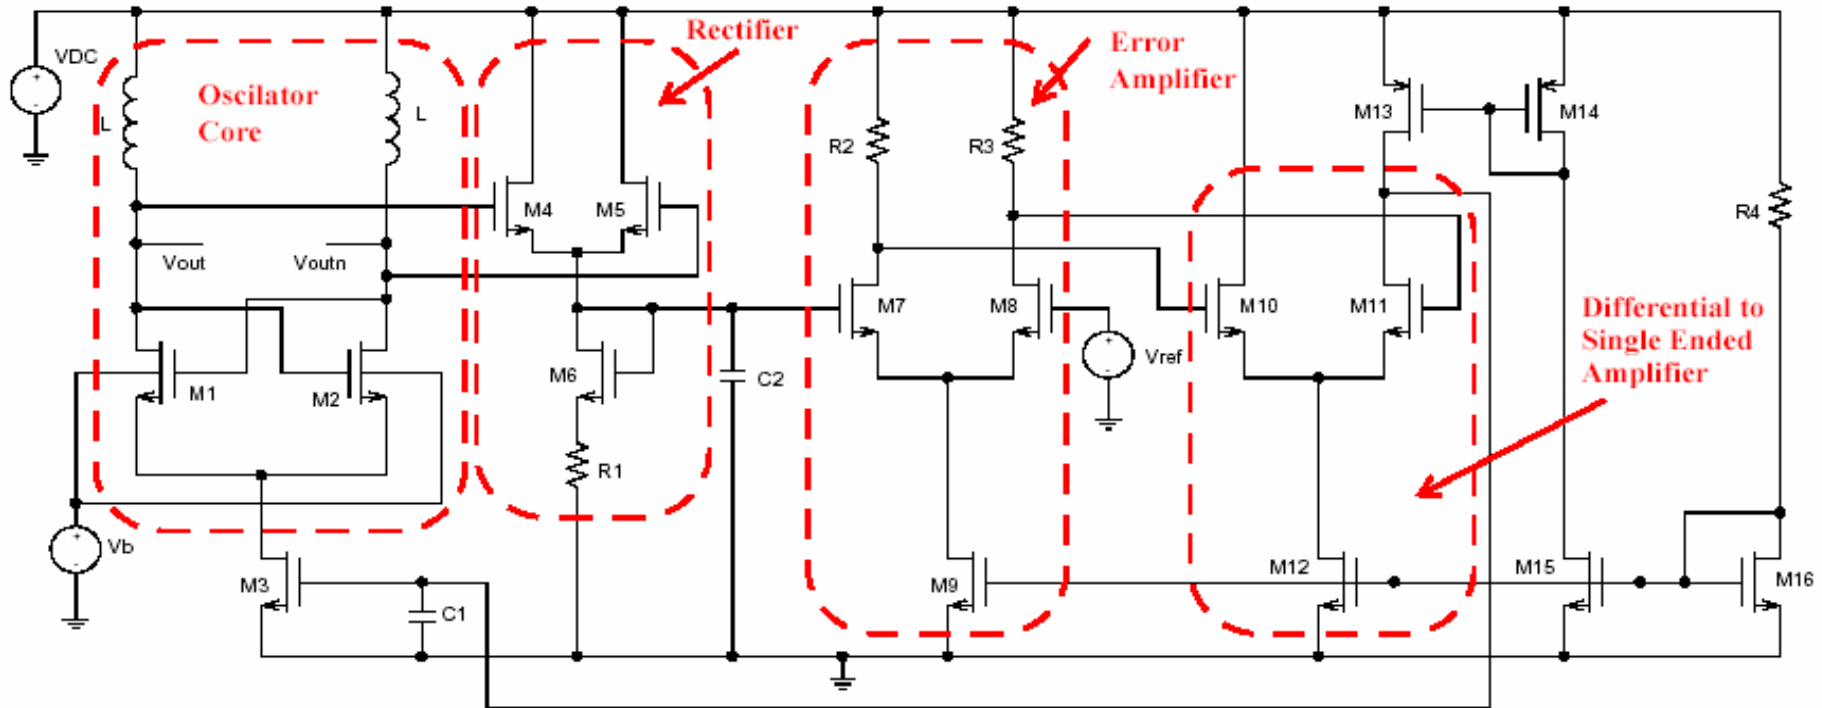 VDC
+
-
L
Oscilator
Core
L
Rectifier
Error
Amplifier
R2
R3
M13
M14
R4
M4
M5
Vout
Voutn
M7
M8
M10
M11
M1
M2
M6
C2
+
-
Vref
Differential to
Single Ended
Amplifier
R1
+
-
Vb
M3
C1
M9
M12
M15
M16